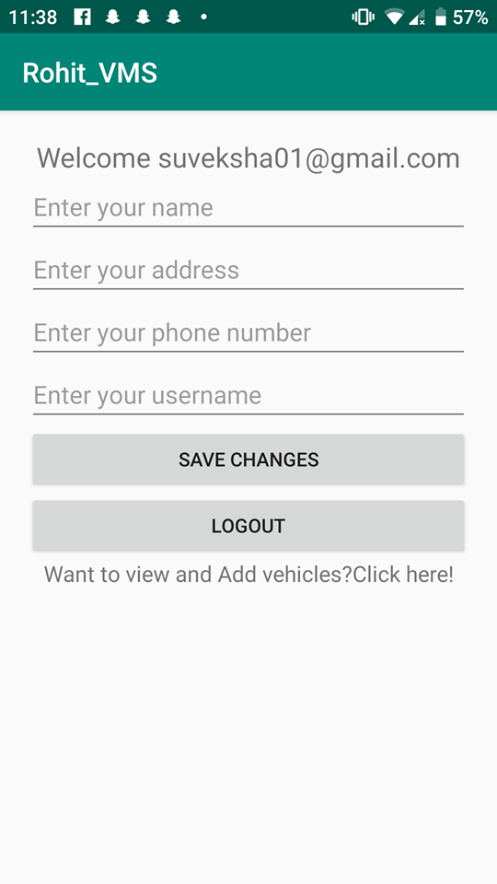 11:38
57%
Rohit_VMS
Welcome suveksha01@gmail.com
Enter your name
Enter your address
Enter your phone number
Enter your username
SAVE CHANGES
LOGOUT
Want to view and Add vehicles?Click here!